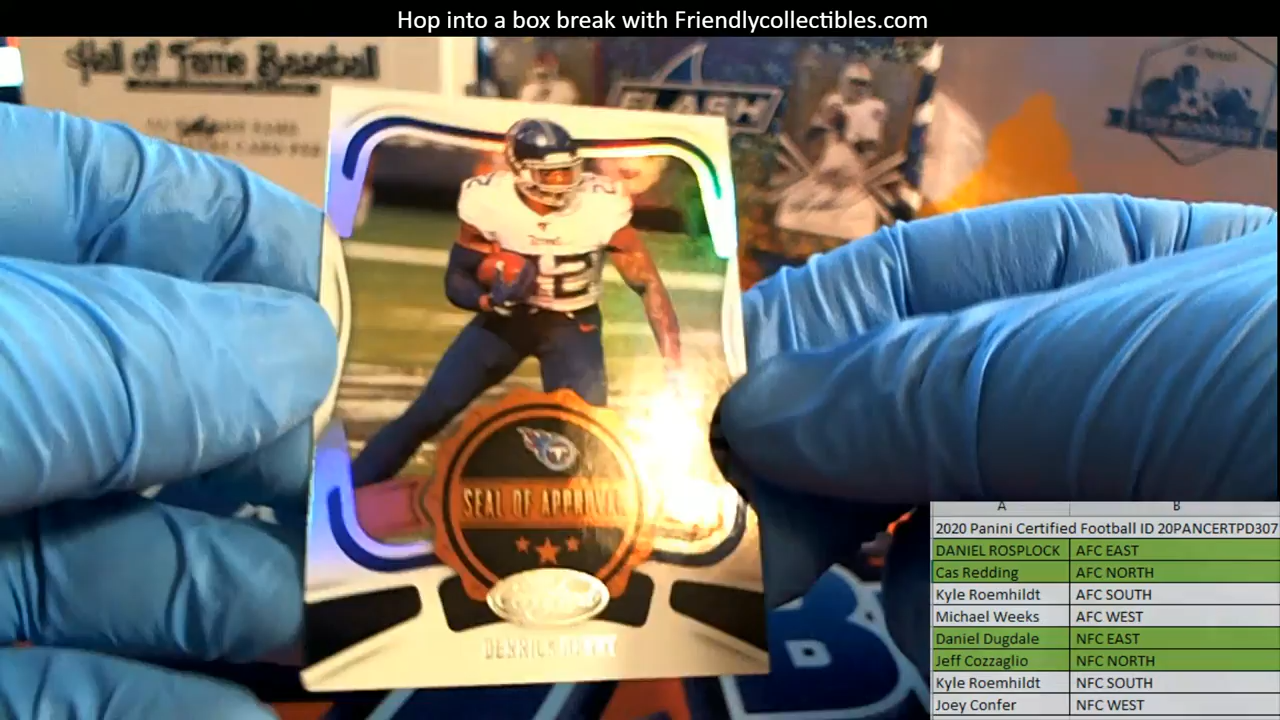 Hop into a box break with Friendlycollectibles.com
Hall of Fame Baseball
FLASH
22
SEAL OF APPROVAL
DERRICK HENRY
A B
2020 Panini Certified Football ID 20PANCERTPD307
DANIEL ROSPLOCK AFC EAST
Cas Redding AFC NORTH
Kyle Roemhildt AFC SOUTH
Michael Weeks AFC WEST
Daniel Dugdale NFC EAST
Jeff Cozzaglio NFC NORTH
Kyle Roemhildt NFC SOUTH
Joey Confer NFC WEST